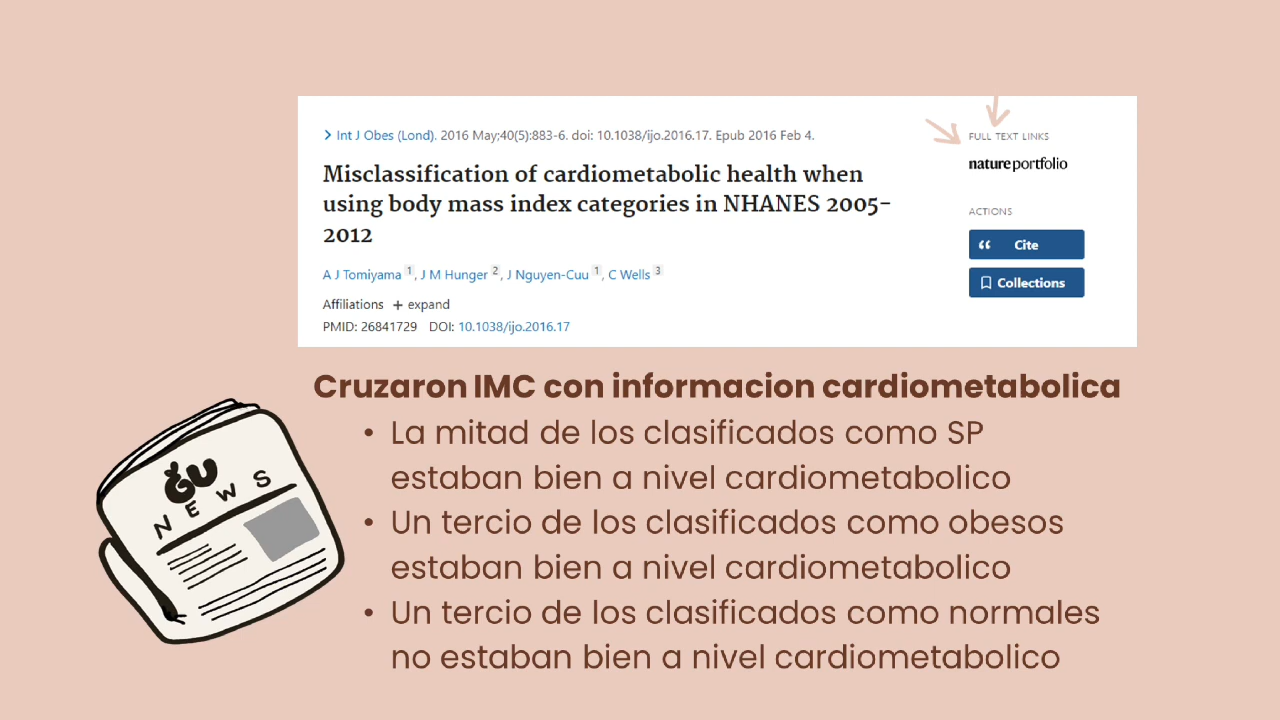 Int J Obes (Lond). 2016 May;40(5):883-6. doi: 10.1038/ijo.2016.17. Epub 2016 Feb 4.
Misclassification of cardiometabolic health when
using body mass index categories in NHANES 2005-
2012
A J Tomiyama 1, J M Hunger 2, J Nguyen-Cuu 1, C Wells 3
Affiliations + expand
PMID: 26841729 DOI: 10.1038/ijo.2016.17
FULL TEXT LINKS
nature portfolio
ACTIONS
Cite
Collections
Cruzaron IMC con informacion cardiometabolica
• La mitad de los clasificados como SP
estaban bien a nivel cardiometabolico
• Un tercio de los clasificados como obesos
estaban bien a nivel cardiometabolico
• Un tercio de los clasificados como normales
no estaban bien a nivel cardiometabolico
NEWS